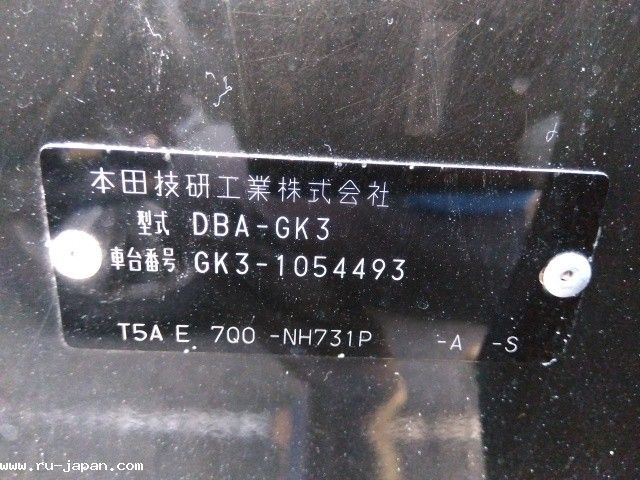 本田技研工業株式会社
型式 DBA-GK3
車台番号 GK3-1054493
T5A E 7Q0 -NH731P -A -S
www.ru-japan.com